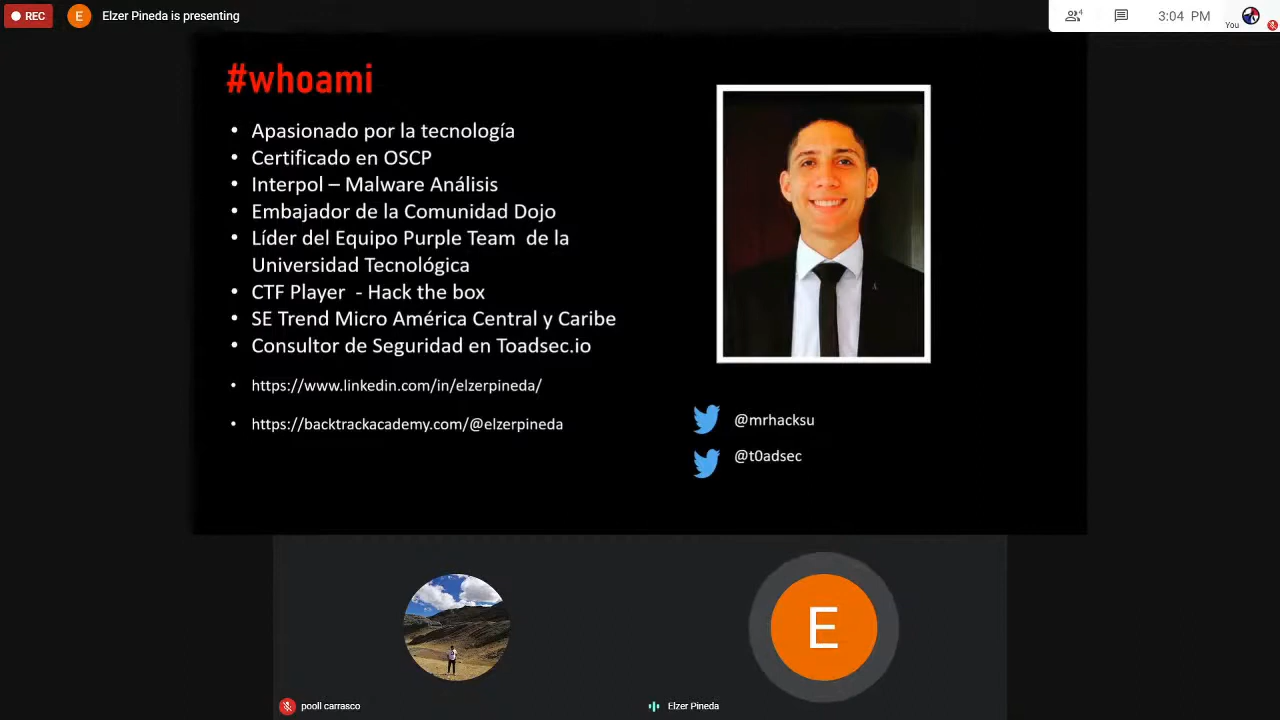 REC
E
Elzer Pineda is presenting
4
3:04 PM
You
#whoami
• Apasionado por la tecnología
• Certificado en OSCP
• Interpol – Malware Análisis
• Embajador de la Comunidad Dojo
• Líder del Equipo Purple Team de la
Universidad Tecnológica
• CTF Player - Hack the box
• SE Trend Micro América Central y Caribe
• Consultor de Seguridad en Toadsec.io
• https://www.linkedin.com/in/elzerpineda/
• https://backtrackacademy.com/@elzerpineda
@mrhacksu
@t0adsec
E
pooll carrasco
Elzer Pineda